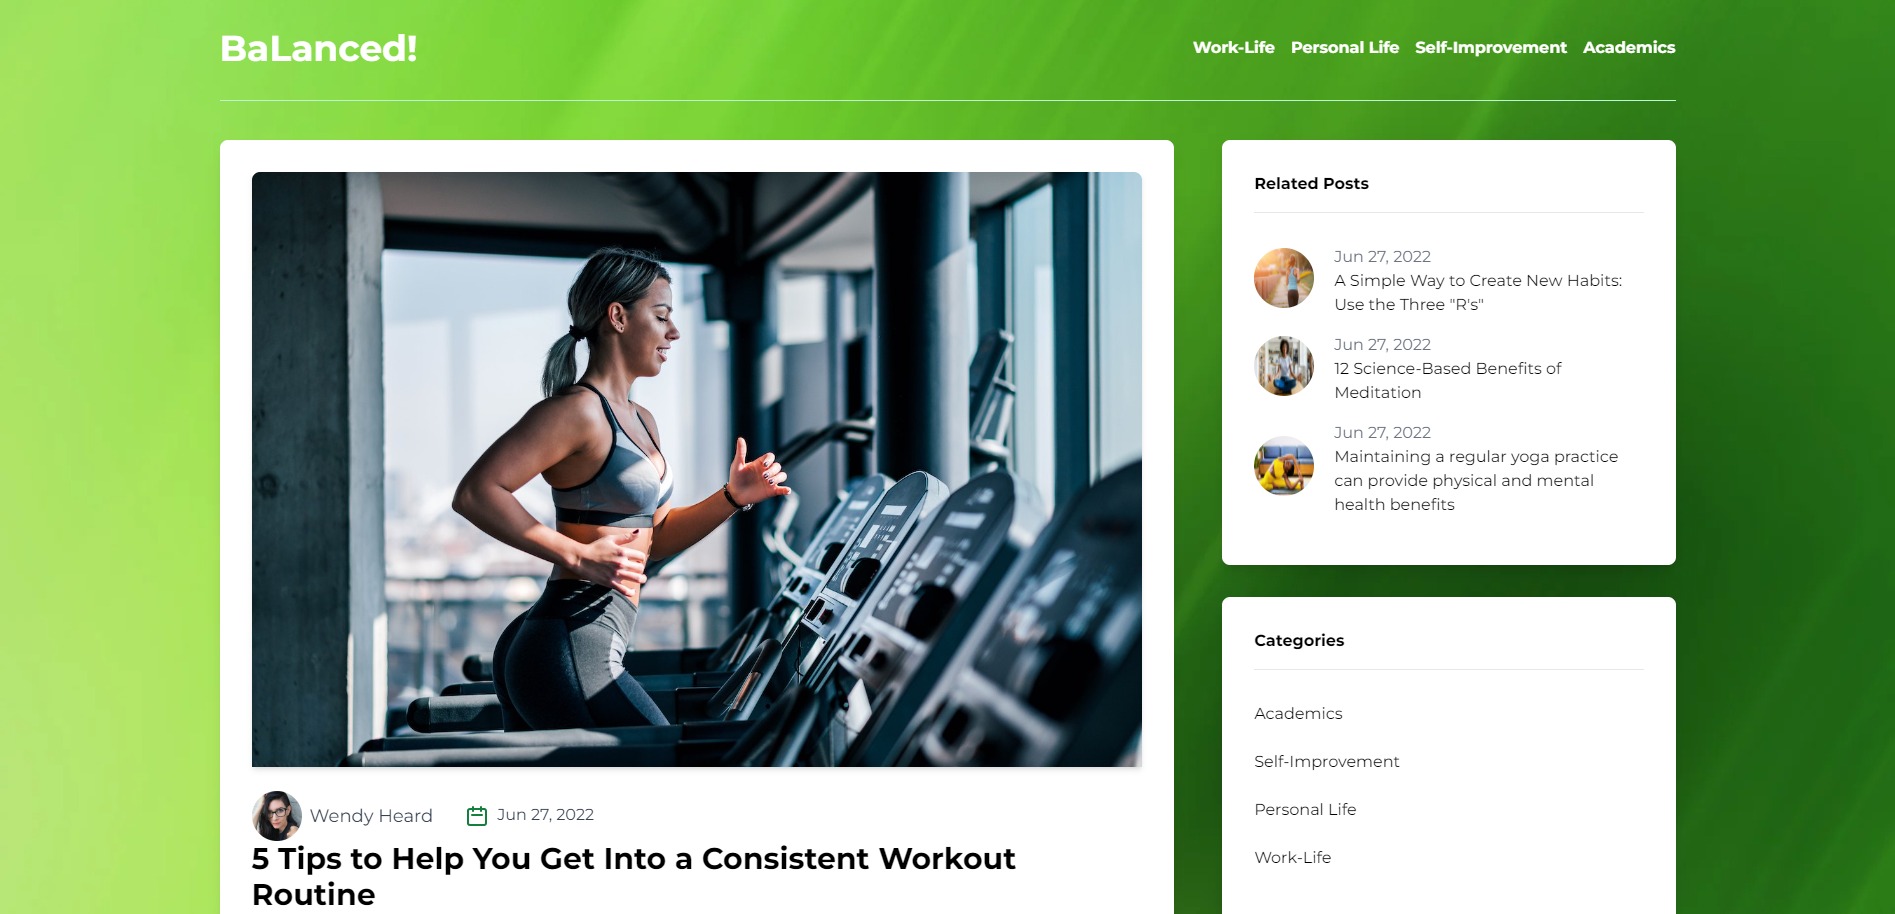 BaLanced!
Work-Life Personal Life Self-Improvement Academics
Related Posts
Jun 27, 2022
A Simple Way to Create New Habits:
Use the Three "R's"
Jun 27, 2022
12 Science-Based Benefits of
Meditation
Jun 27, 2022
Maintaining a regular yoga practice
can provide physical and mental
health benefits
Categories
Academics
Self-Improvement
Personal Life
Work-Life
Wendy Heard
Jun 27, 2022
5 Tips to Help You Get Into a Consistent Workout
Routine